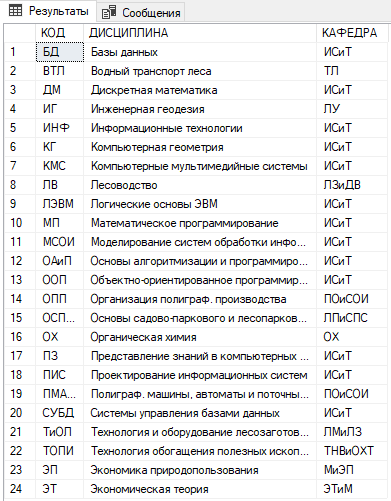 Результаты Сообщения
КОД ДИСЦИПЛИНА КАФЕДРА
1 БД Базы данных ИСиТ
2 ВТЛ Водный транспорт леса ТЛ
3 ДМ Дискретная математика ИСиТ
4 ИГ Инженерная геодезия ЛУ
5 ИНФ Информационные технологии ИСиТ
6 КГ Компьютерная геометрия ИСиТ
7 КМС Компьютерные мультимедийные системы ИСиТ
8 ЛВ Лесоводство ЛЗиДВ
9 ЛЭВМ Логические основы ЭВМ ИСиТ
10 МП Математическое программирование ИСиТ
11 МСОИ Моделирование систем обработки инфо... ИСиТ
12 ОАиП Основы алгоритмизации и программиро... ИСиТ
13 ООП Объектно-ориентированное программир... ИСиТ
14 ОПП Организация полиграф. производства ПОиСОИ
15 ОСП... Основы садово-паркового и лесопарков... ЛПиСПС
16 ОХ Органическая химия ОХ
17 ПЗ Представление знаний в компьютерных ... ИСиТ
18 ПИС Проектирование информационных систем ИСиТ
19 ПМА... Полиграф. машины, автоматы и поточны... ПОиСОИ
20 СУБД Системы управления базами данных ИСиТ
21 ТиОЛ Технология и оборудование лесозаготов... ЛМиЛЗ
22 ТОПИ Технология обогащения полезных ископ... ТНВиОХТ
23 ЭП Экономика природопользования МиЭП
24 ЭТ Экономическая теория ЭТиМ